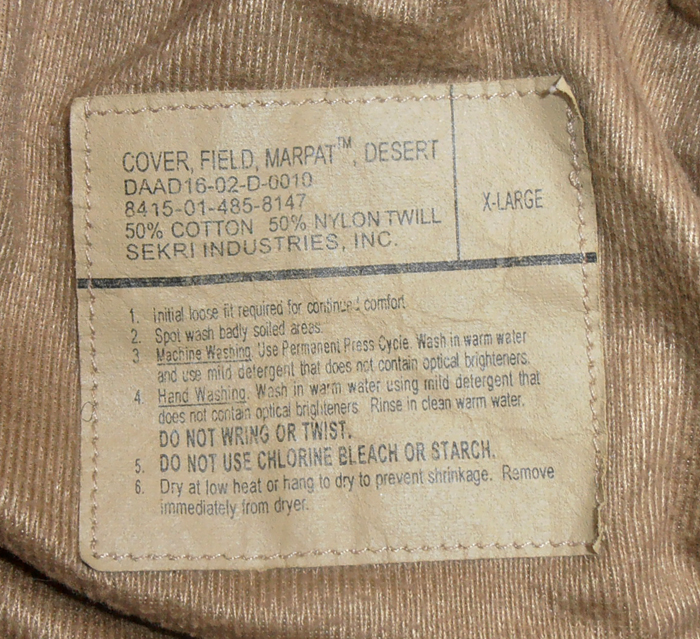 COVER, FIELD, MARPAT™, DESERT
DAAD16-02-D-0010
8415-01-485-8147
50% COTTON 50% NYLON TWILL
SEKRI INDUSTRIES, INC.
X-LARGE
1. Initial loose fit required for continued comfort
2. Spot wash badly soiled areas.
3 Machine Washing. Use Permanent Press Cycle. Wash in warm water
and use mild detergent that does not contain optical brighteners.
4. Hand Washing. Wash in warm water using mild detergent that
does not contain optical brighteners. Rinse in clean warm water.
DO NOT WRING OR TWIST.
5. DO NOT USE CHLORINE BLEACH OR STARCH.
6. Dry at low heat or hang to dry to prevent shrinkage. Remove
immediately from dryer.